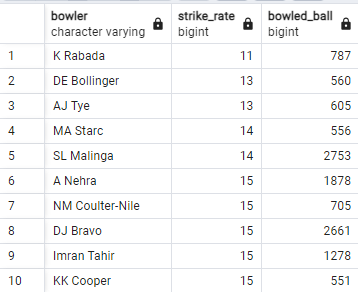 bowler strike_rate bowled_ball
character varying bigint bigint
1 K Rabada 11 787
2 DE Bollinger 13 560
3 AJ Tye 13 605
4 MA Starc 14 556
5 SL Malinga 14 2753
6 A Nehra 15 1878
7 NM Coulter-Nile 15 705
8 DJ Bravo 15 2661
9 Imran Tahir 15 1278
10 KK Cooper 15 551